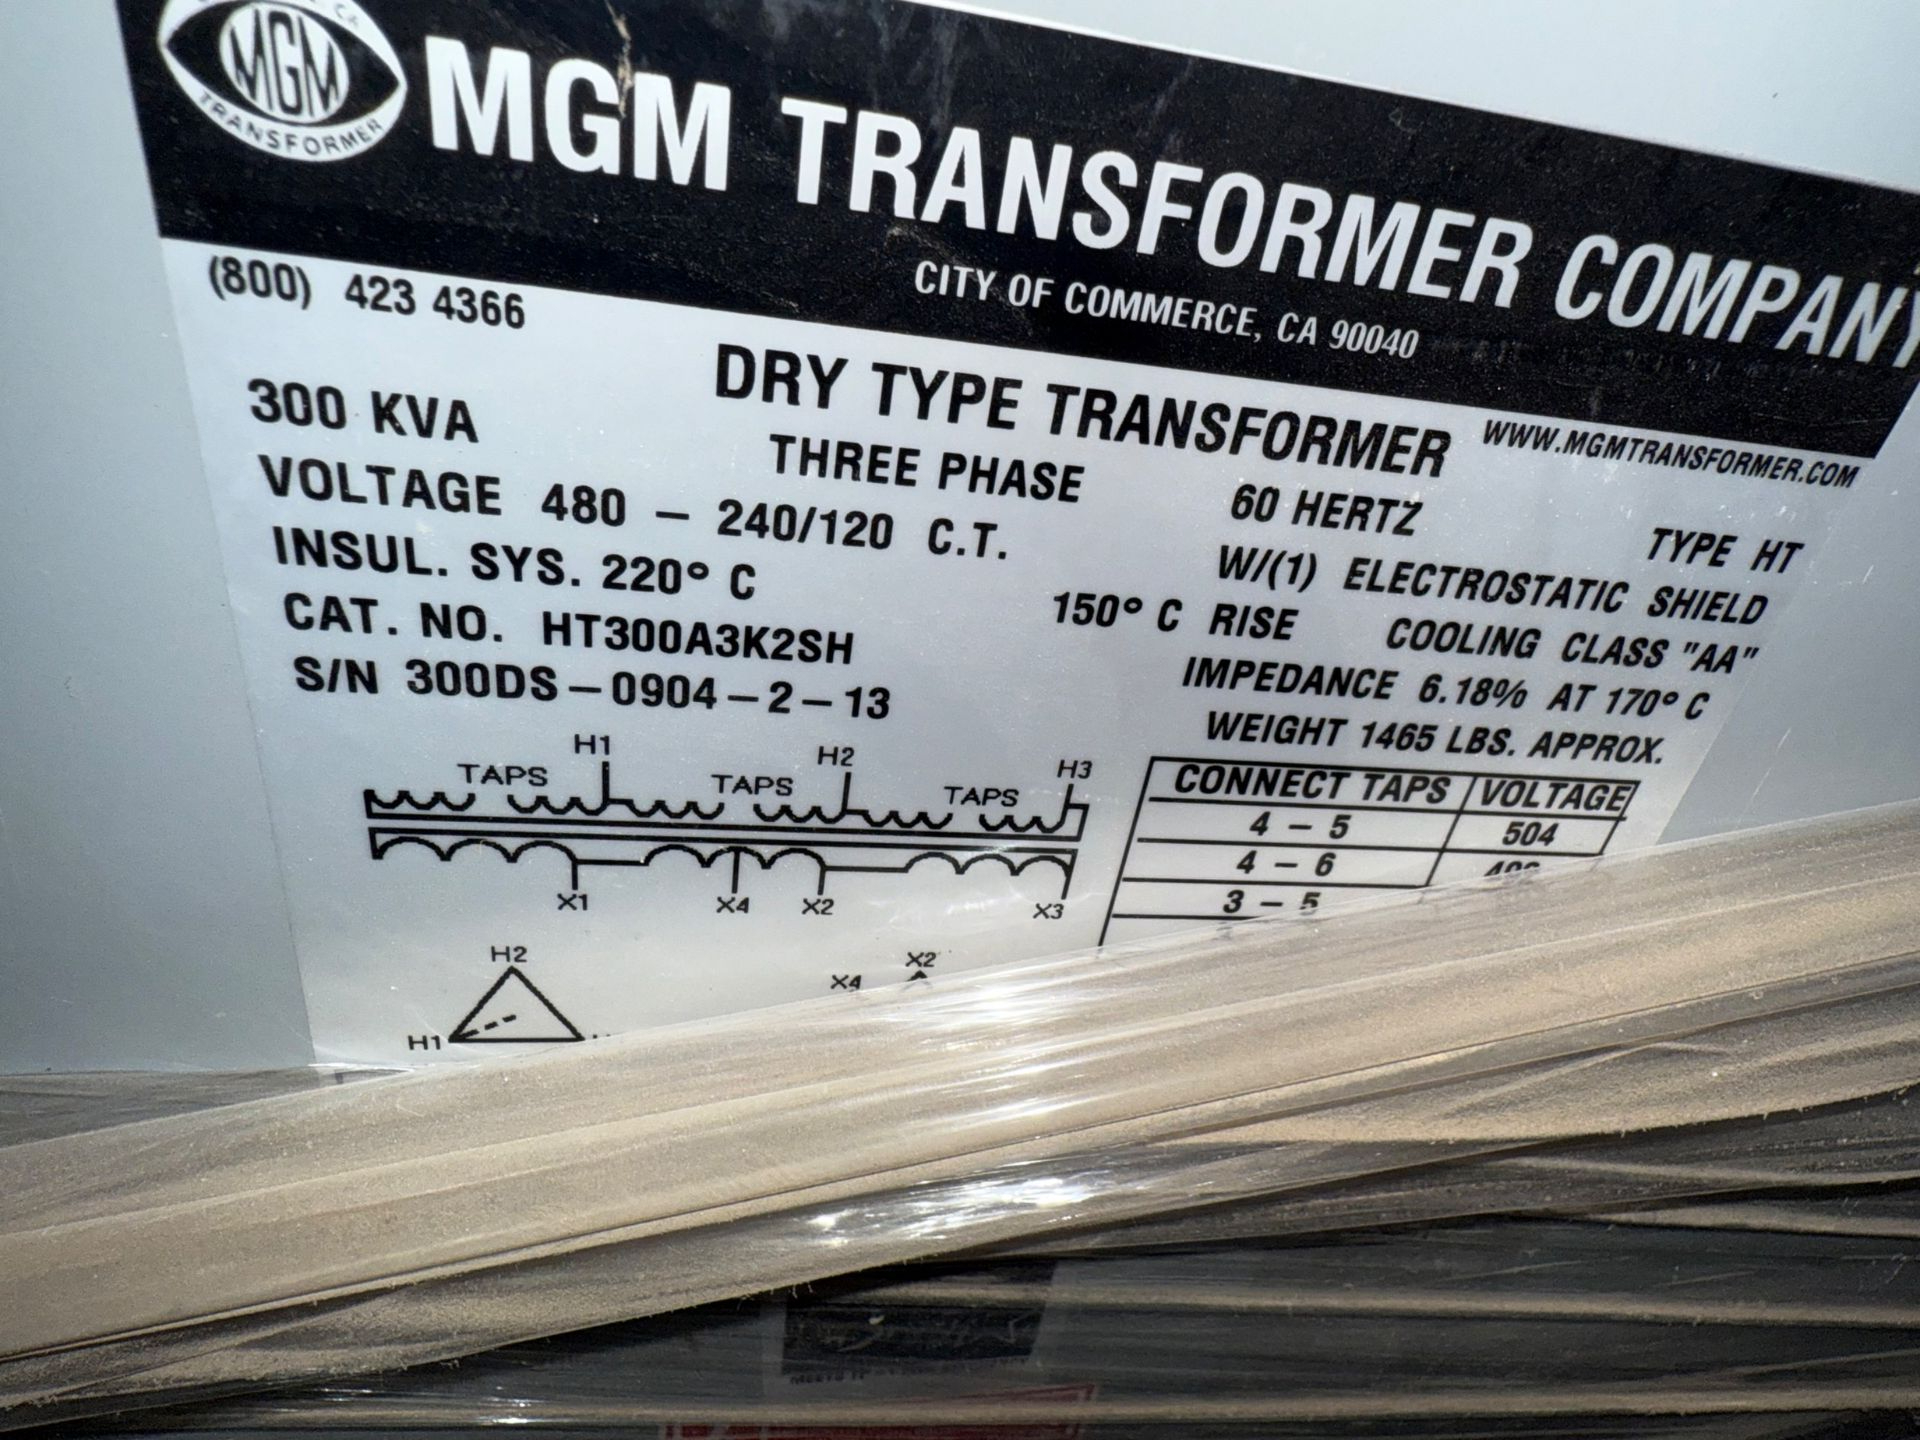 MGM
TRANSFORMER
MGM TRANSFORMER COMPANY
CITY OF COMMERCE, CA 90040
(800) 423 4366
WWW.MGMTRANSFORMER.COM
DRY TYPE TRANSFORMER
300 KVA THREE PHASE 60 HERTZ TYPE HT
VOLTAGE 480 - 240/120 C.T. W/(1) ELECTROSTATIC SHIELD
INSUL. SYS. 220° C 150° C RISE COOLING CLASS "AA"
CAT. NO. HT300A3K2SH IMPEDANCE 6.18% AT 170° C
S/N 300DS-0904-2-13 WEIGHT 1465 LBS. APPROX.
H1 H2 H3
TAPS TAPS TAPS
X1 X4 X2 X3
CONNECT TAPS VOLTAGE
4 - 5 504
4 - 6
3 - 5
H2
H1
X2
X4